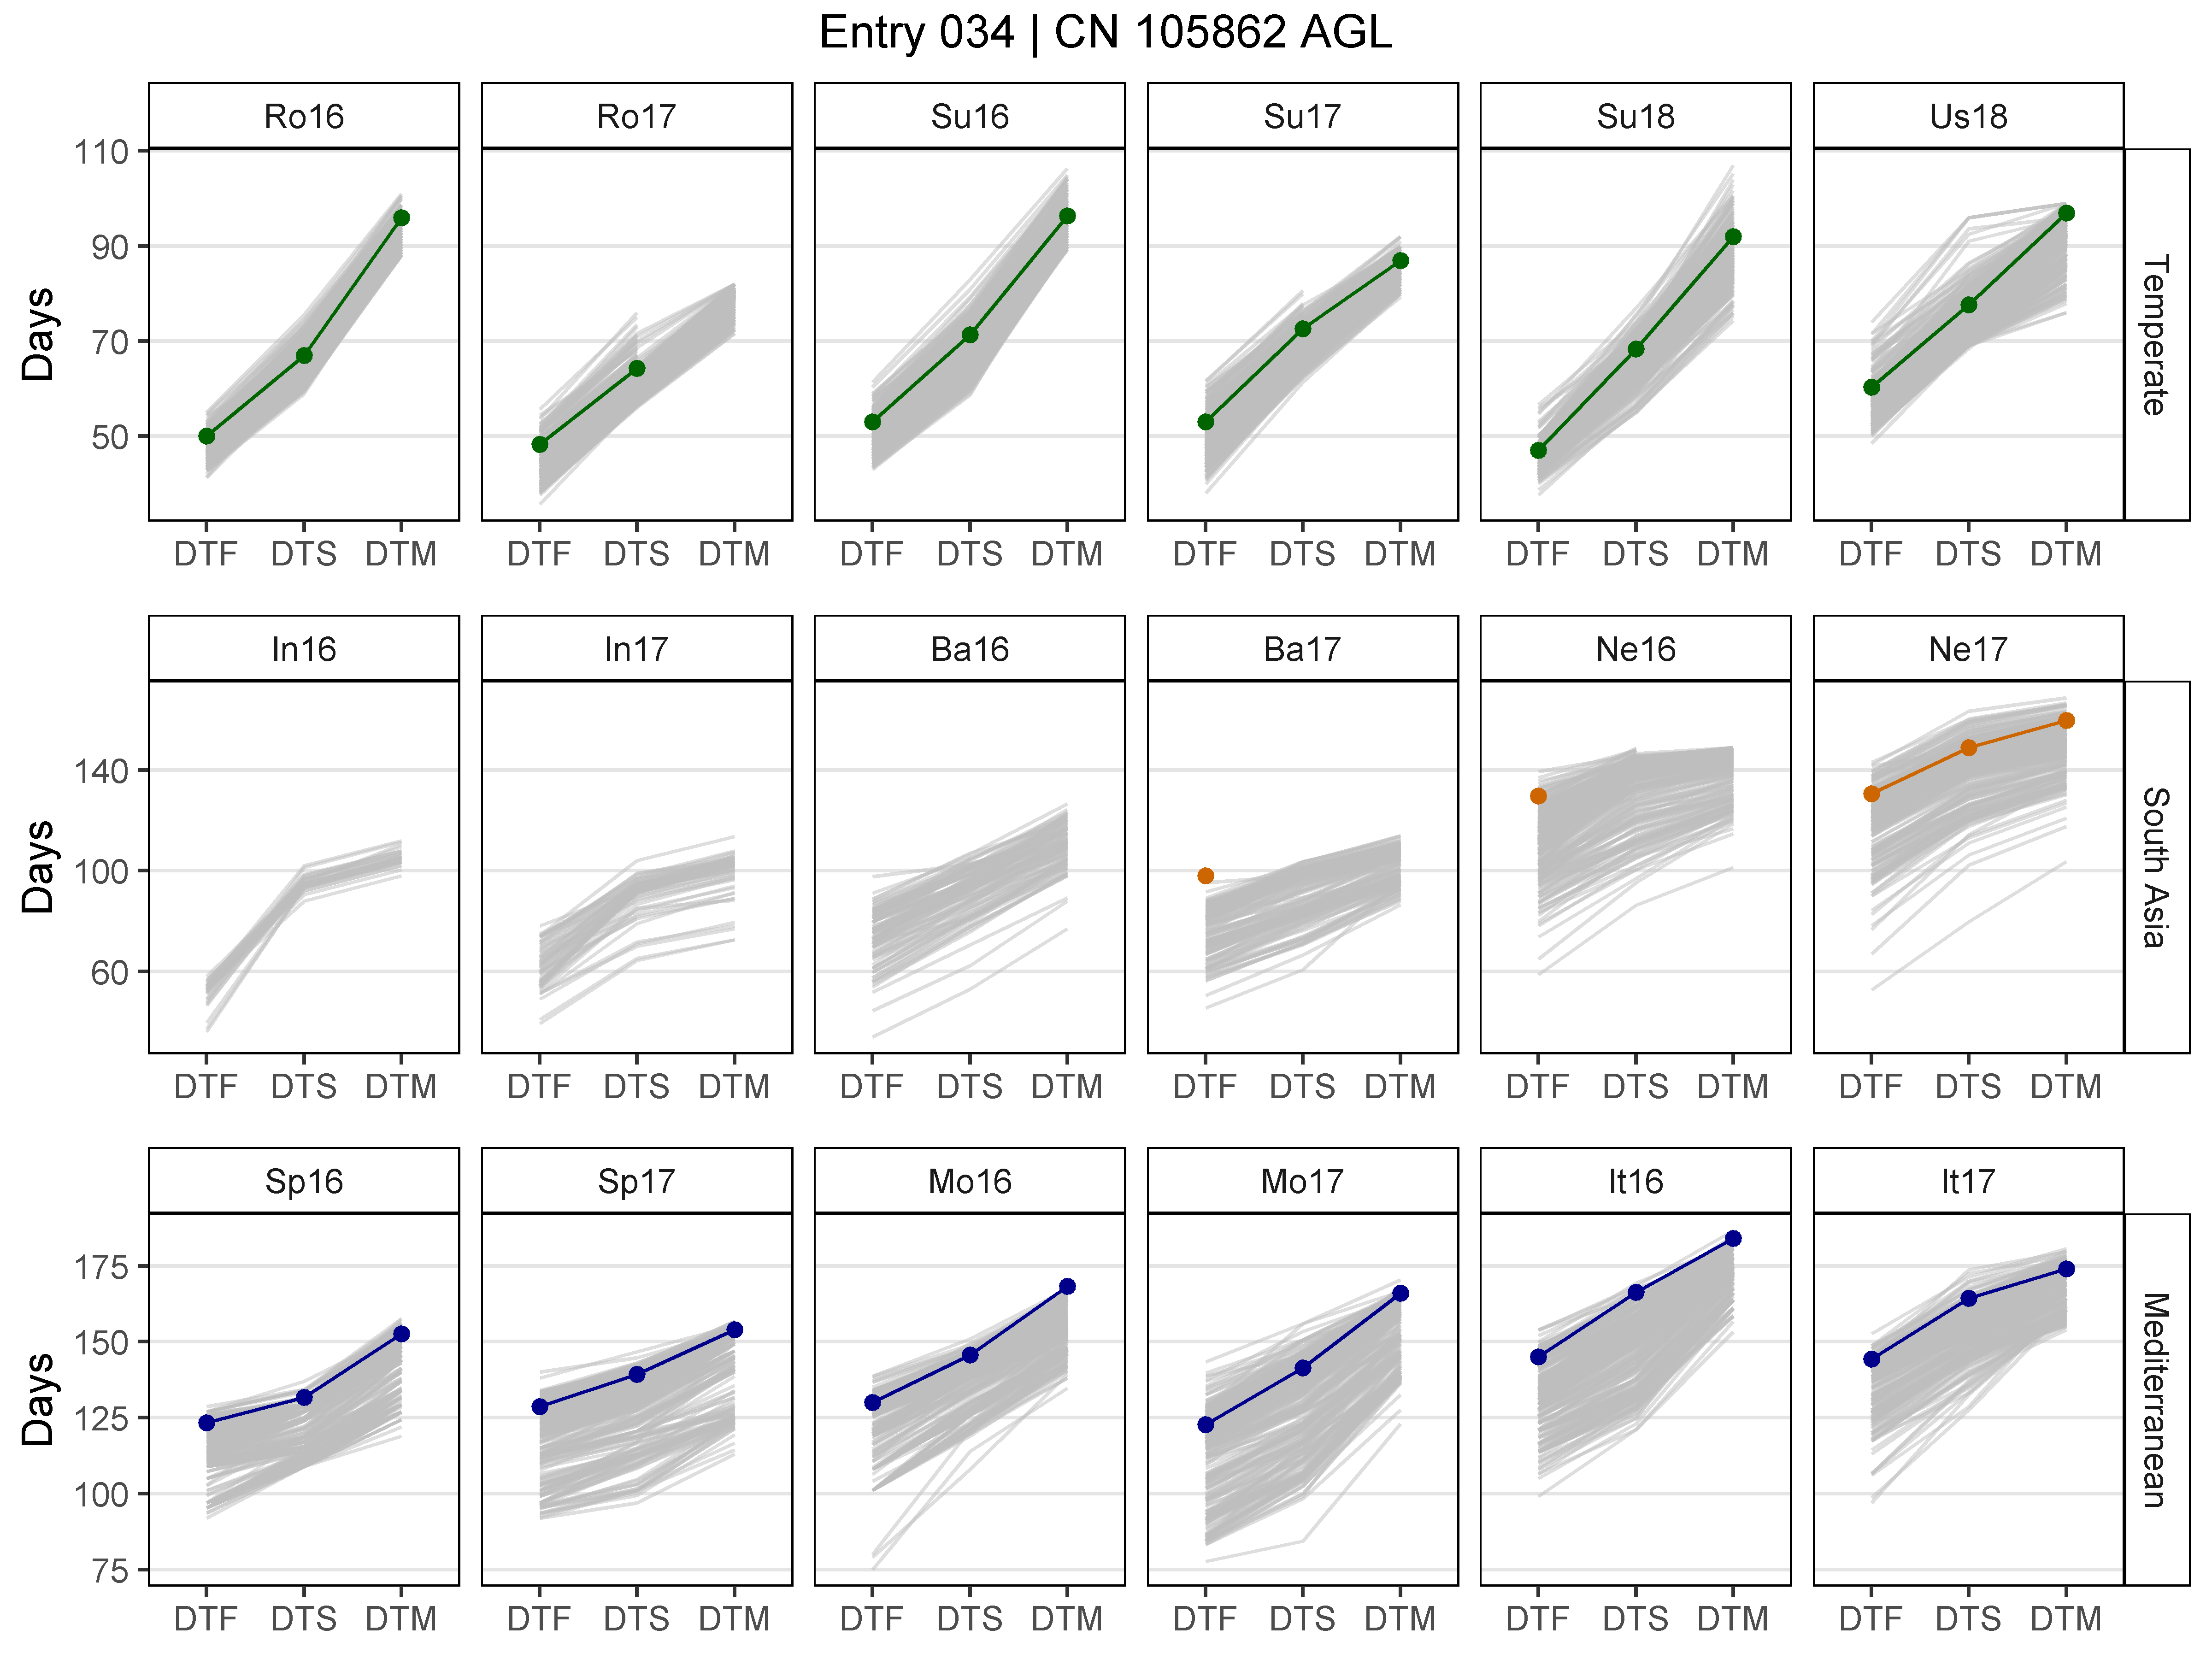 Entry 034 | CN 105862 AGL
Ro16 Ro17 Su16 Su17 Su18 Us18
110
90
70
50
Days
Temperate
DTF DTS DTM DTF DTS DTM DTF DTS DTM DTF DTS DTM DTF DTS DTM DTF DTS DTM
In16 In17 Ba16 Ba17 Ne16 Ne17
140
100
60
Days
South Asia
DTF DTS DTM DTF DTS DTM DTF DTS DTM DTF DTS DTM DTF DTS DTM DTF DTS DTM
Sp16 Sp17 Mo16 Mo17 It16 It17
175
150
125
100
75
Days
Mediterranean
DTF DTS DTM DTF DTS DTM DTF DTS DTM DTF DTS DTM DTF DTS DTM DTF DTS DTM